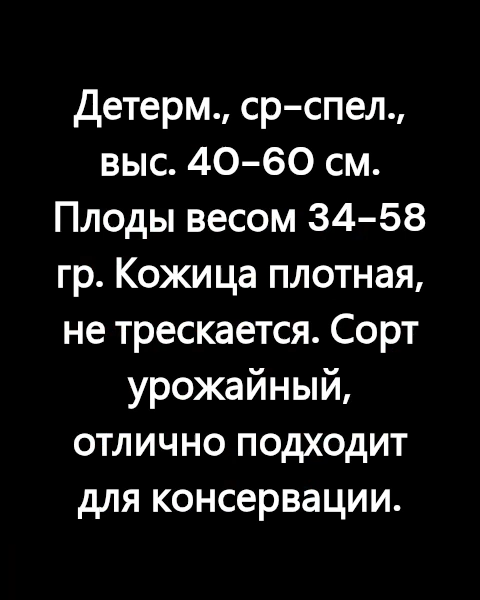 Детерм., ср-спел.,
выс. 40-60 см.
Плоды весом 34-58
гр. Кожица плотная,
не трескается. Сорт
урожайный,
отлично подходит
для консервации.